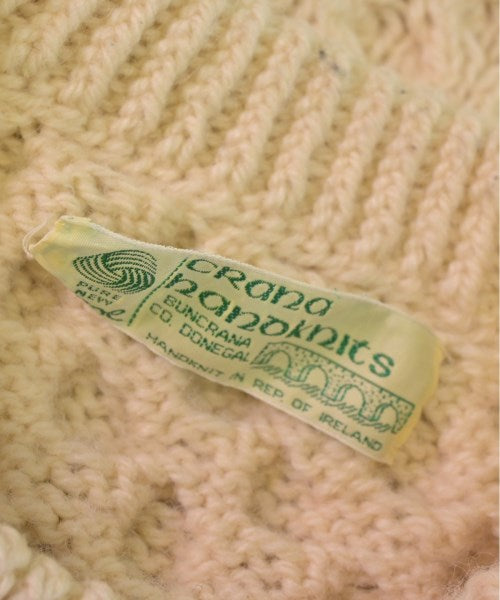 PURE
NEW
crana
handknits
BUNCRANA
CO. DONEGAL
HANDKNIT IN REP. OF IRELAND